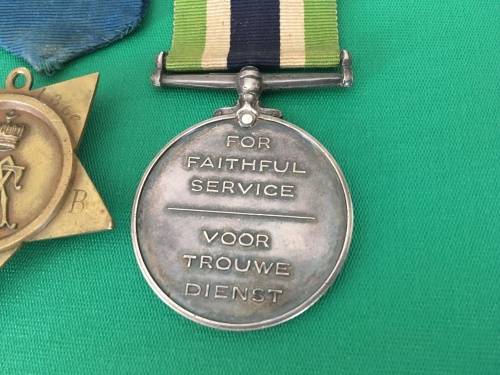 FOR
FAITHFUL
SERVICE
VOOR
TROUWE
DIENST
B